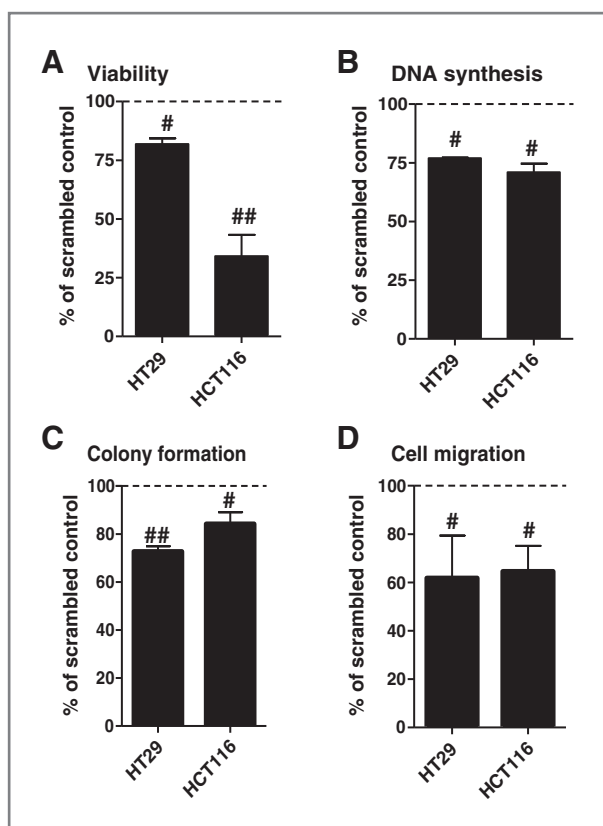 A Viability
% of scrambled control
100
75
50
25
0
#
##
HT29
HCT116
B DNA synthesis
% of scrambled control
100
75
50
25
0
#
#
HT29
HCT116
C Colony formation
% of scrambled control
100
80
60
40
20
0
##
#
HT29
HCT116
D Cell migration
% of scrambled control
100
80
60
40
20
0
#
#
HT29
HCT116